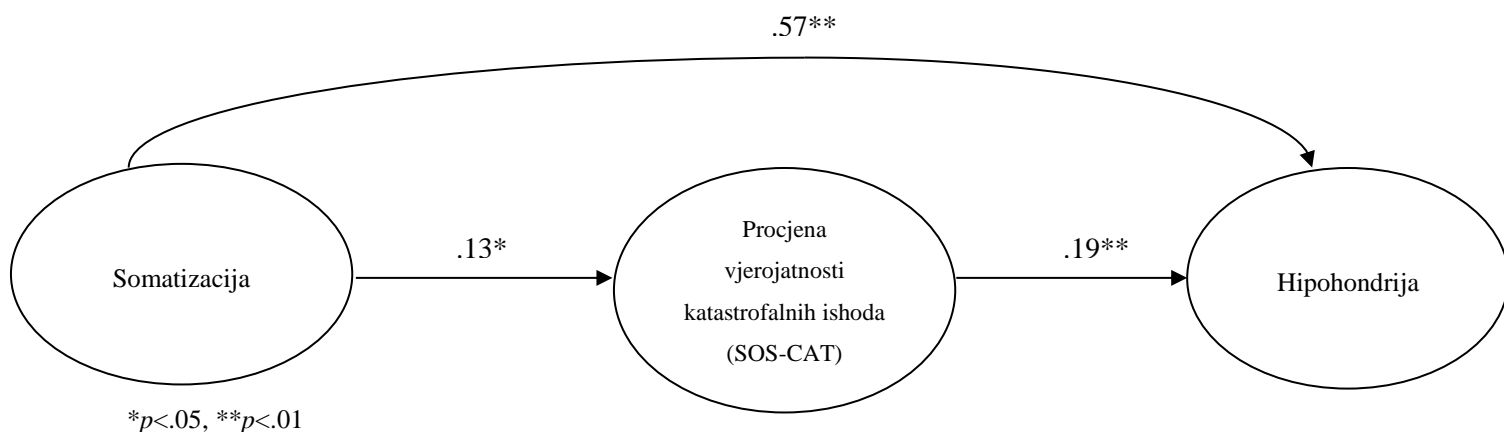 .57**
Somatizacija
.13*
Procjena
vjerojatnosti
katastrofalnih ishoda
(SOS-CAT)
.19**
Hipohondrija
*p<.05, **p<.01